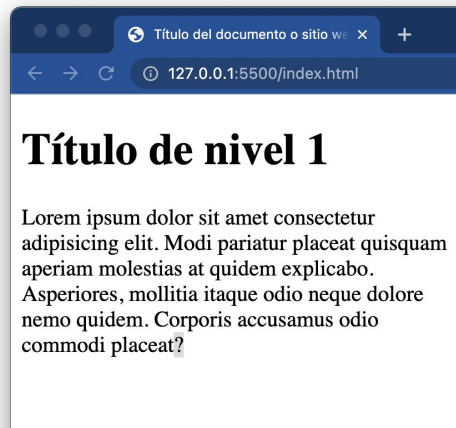 Título del documento o sitio we
127.0.0.1:5500/index.html
Título de nivel 1
Lorem ipsum dolor sit amet consectetur
adipisicing elit. Modi pariatur placeat quisquam
aperiam molestias at quidem explicabo.
Asperiores, mollitia itaque odio neque dolore
nemo quidem. Corporis accusamus odio
commodi placeat?